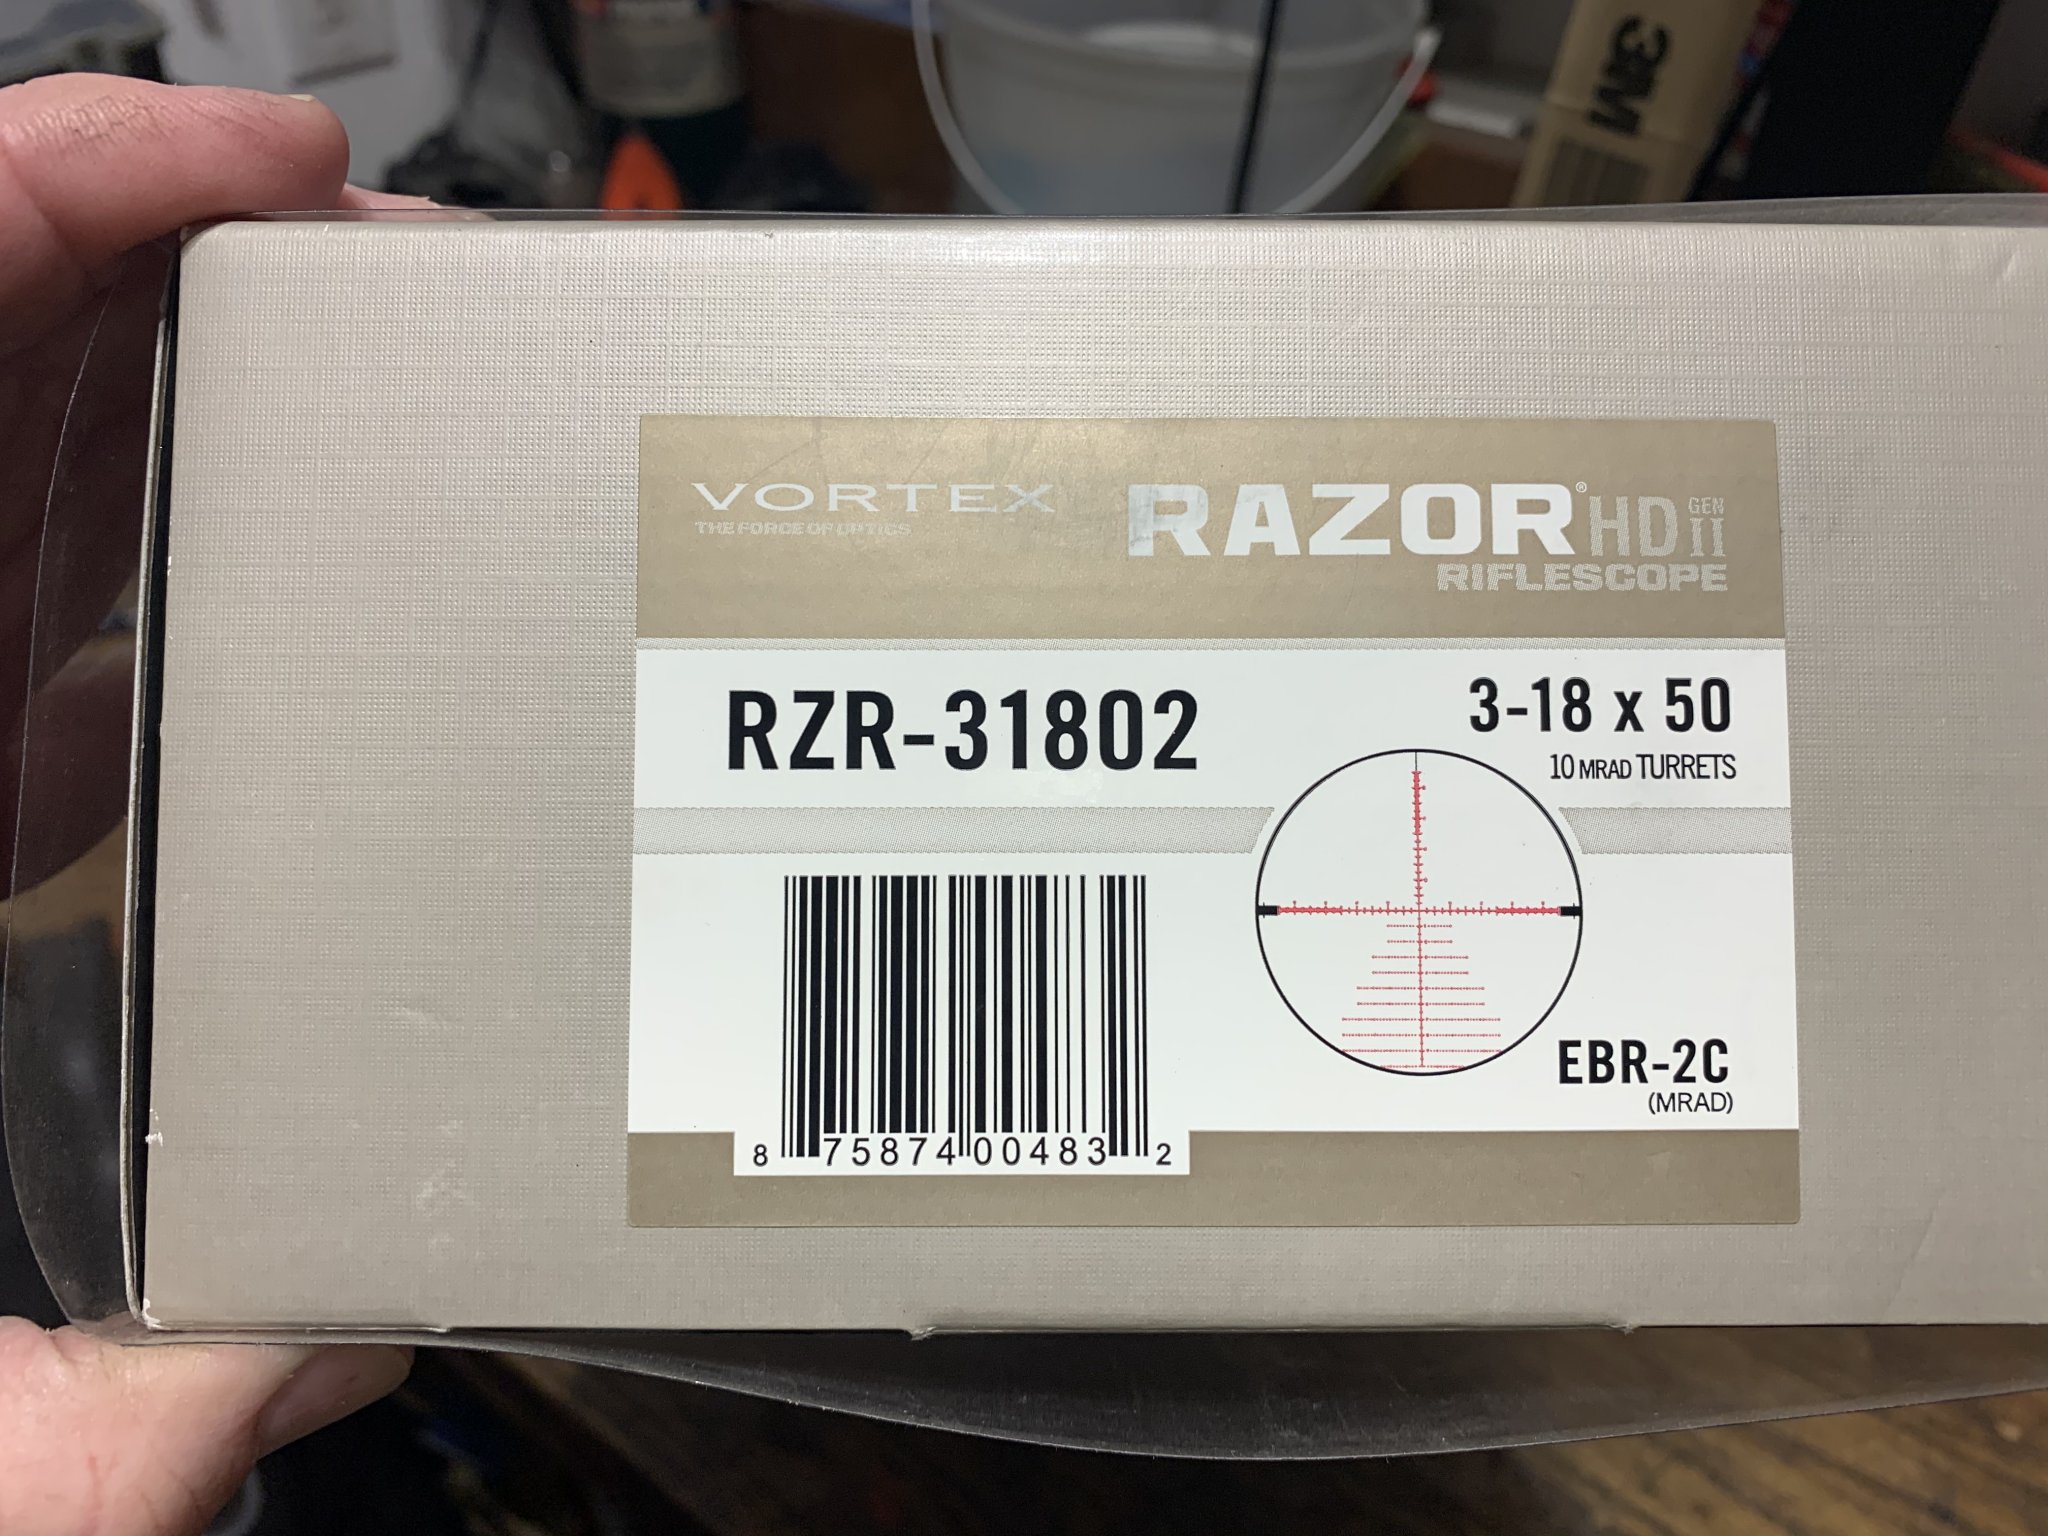 3M
VORTEX
THE FORCE OF OPTICS
RAZOR® HD GEN II
RIFLESCOPE
RZR-31802
3-18 x 50
10 MRAD TURRETS
EBR-2C
(MRAD)
8 75874 00483 2